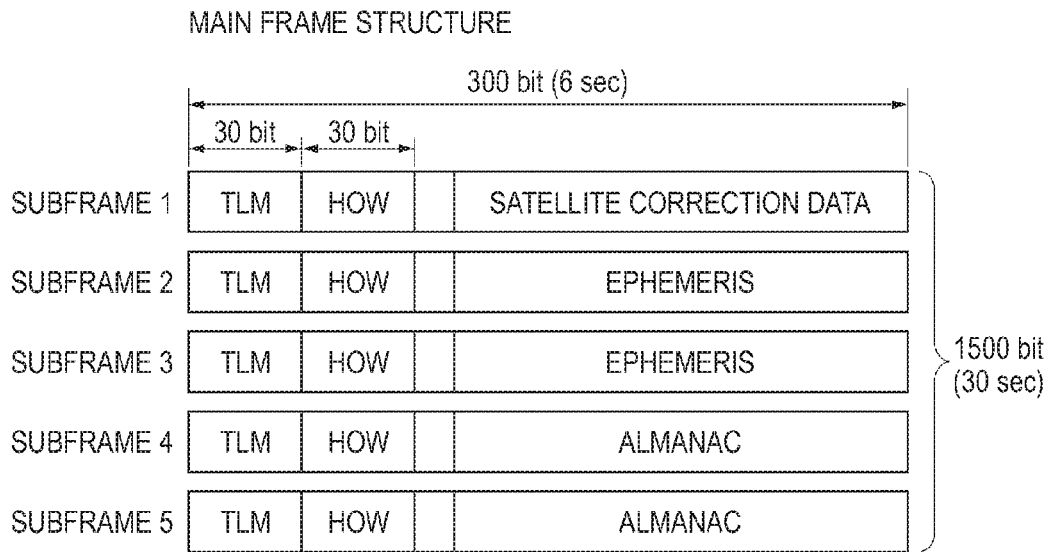 MAIN FRAME STRUCTURE
300 bit (6 sec)
30 bit 30 bit
SUBFRAME 1 TLM HOW SATELLITE CORRECTION DATA
SUBFRAME 2 TLM HOW EPHEMERIS
SUBFRAME 3 TLM HOW EPHEMERIS
1500 bit
(30 sec)
SUBFRAME 4 TLM HOW ALMANAC
SUBFRAME 5 TLM HOW ALMANAC